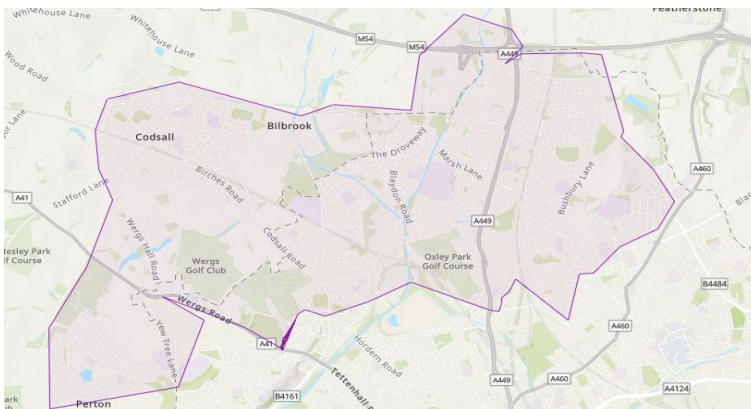 Whitehouse Lane
Featherstone
Whitehouse Lane
M54
M54
A449
Wood Road
Bilbrook
Codsall
The Droveway
Marsh Lane
Birches Road
Blaydon Road
Bushbury Lane
A460
Stafford Lane
A41
Wergs Hall Road
A449
Codsall Road
Wergs
Golf Club
Oxley Park
Golf Course
B4484
Wergs Road
A460
Yew Tree Lane
A41
Hordern Road
Tettenhall
A449
A460
A4124
B4161
Perton